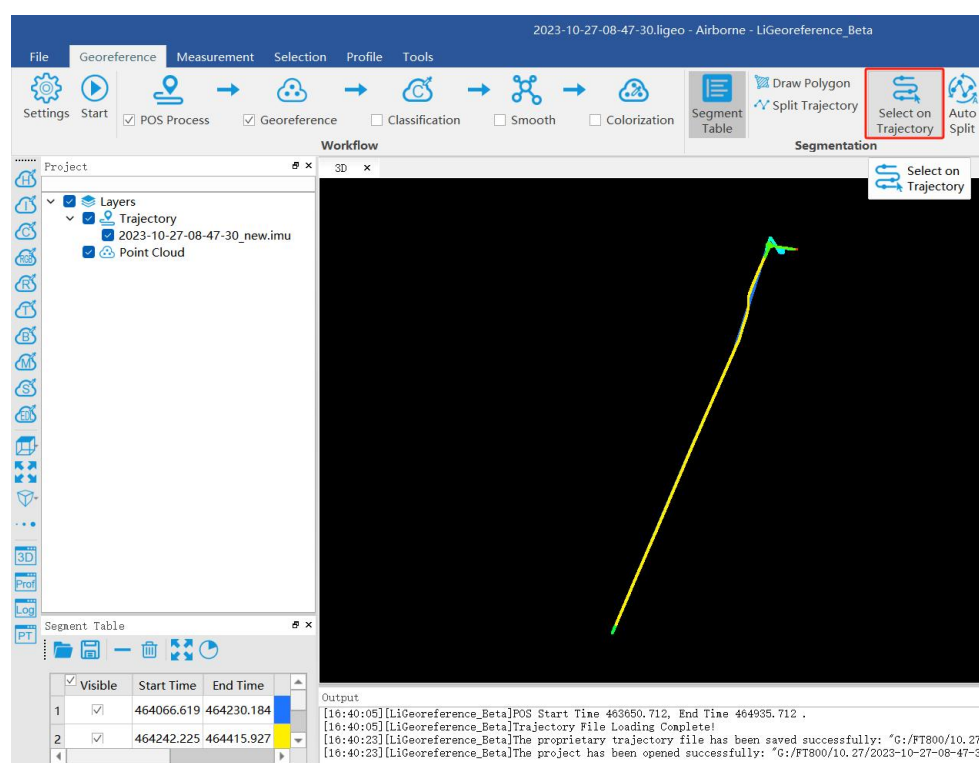 2023-10-27-08-47-30.ligeo - Airborne - LiGeoreference_Beta
File Georeference Measurement Selection Profile Tools
Settings Start POS Process Georeference Classification Smooth Colorization
Segment Table
Draw Polygon
Split Trajectory
Select on Trajectory
Auto Split
Workflow Segmentation
Project
3D
Select on
Trajectory
Layers
Trajectory
2023-10-27-08-47-30_new.imu
Point Cloud
H
I
C
RGB
R
T
B
M
S
EDL
3D
Prof
Log
PT
Segment Table
Visible Start Time End Time
1 464066.619 464230.184
2 464242.225 464415.927
Output
[16:40:05][LiGeoreference_Beta]POS Start Time 463650.712, End Time 464935.712 .
[16:40:05][LiGeoreference_Beta]Trajectory File Loading Complete!
[16:40:23][LiGeoreference_Beta]The proprietary trajectory file has been saved successfully: "G:/FT800/10.27
[16:40:23][LiGeoreference_Beta]The project has been opened successfully: "G:/FT800/10.27/2023-10-27-08-47-3